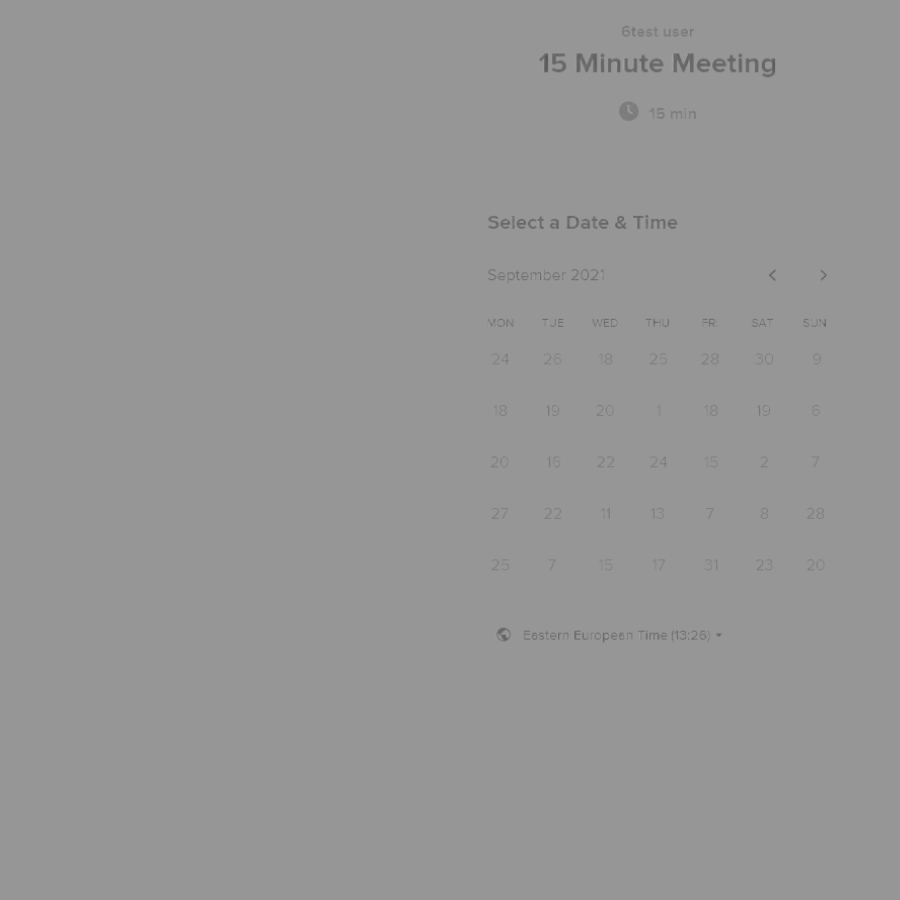 6test user
15 Minute Meeting
15 min
Select a Date & Time
September 2021
MON TUE WED THU FR. SAT SUN
24 26 18 25 28 30 9
18 19 20 1 18 19 6
20 15 22 24 15 2 7
27 22 11 13 7 8 28
25 7 15 17 31 23 20
Eastern European Time (13:26)